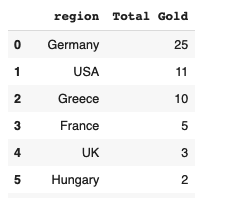 region Total Gold
0 Germany 25
1 USA 11
2 Greece 10
3 France 5
4 UK 3
5 Hungary 2